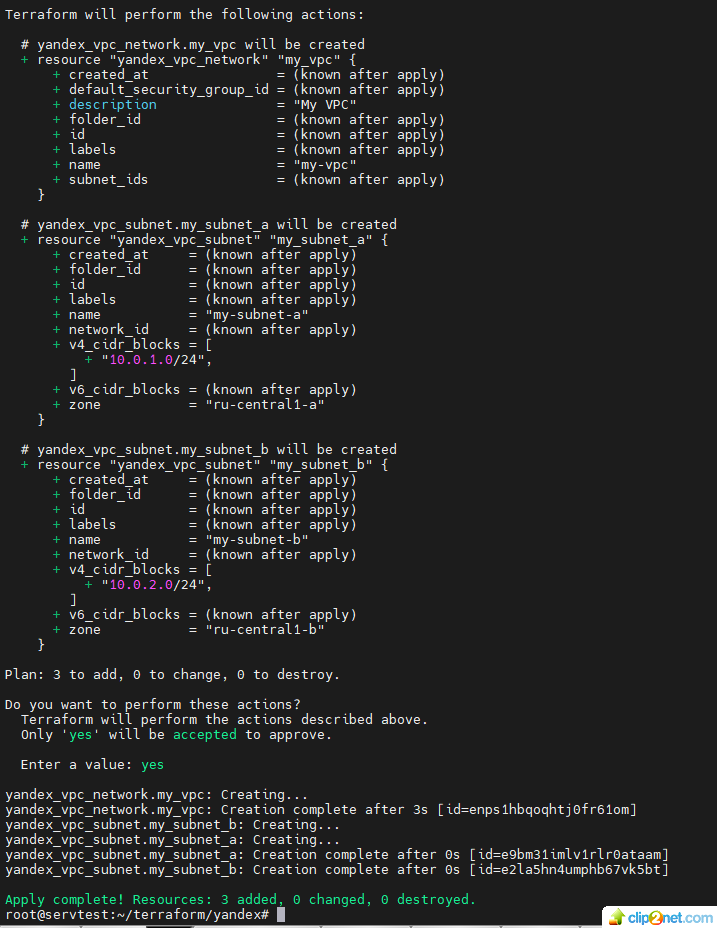 Terraform will perform the following actions:
# yandex_vpc_network.my_vpc will be created
+ resource "yandex_vpc_network" "my_vpc" {
+ created_at = (known after apply)
+ default_security_group_id = (known after apply)
+ description = "My VPC"
+ folder_id = (known after apply)
+ id = (known after apply)
+ labels = (known after apply)
+ name = "my-vpc"
+ subnet_ids = (known after apply)
}
# yandex_vpc_subnet.my_subnet_a will be created
+ resource "yandex_vpc_subnet" "my_subnet_a" {
+ created_at = (known after apply)
+ folder_id = (known after apply)
+ id = (known after apply)
+ labels = (known after apply)
+ name = "my-subnet-a"
+ network_id = (known after apply)
+ v4_cidr_blocks = [
+ "10.0.1.0/24",
]
+ v6_cidr_blocks = (known after apply)
+ zone = "ru-central1-a"
}
# yandex_vpc_subnet.my_subnet_b will be created
+ resource "yandex_vpc_subnet" "my_subnet_b" {
+ created_at = (known after apply)
+ folder_id = (known after apply)
+ id = (known after apply)
+ labels = (known after apply)
+ name = "my-subnet-b"
+ network_id = (known after apply)
+ v4_cidr_blocks = [
+ "10.0.2.0/24",
]
+ v6_cidr_blocks = (known after apply)
+ zone = "ru-central1-b"
}
Plan: 3 to add, 0 to change, 0 to destroy.
Do you want to perform these actions?
Terraform will perform the actions described above.
Only 'yes' will be accepted to approve.
Enter a value: yes
yandex_vpc_network.my_vpc: Creating...
yandex_vpc_network.my_vpc: Creation complete after 3s [id=enps1hbqoqhtj0fr61om]
yandex_vpc_subnet.my_subnet_b: Creating...
yandex_vpc_subnet.my_subnet_a: Creating...
yandex_vpc_subnet.my_subnet_a: Creation complete after 0s [id=e9bm31imlv1rlr0ataam]
yandex_vpc_subnet.my_subnet_b: Creation complete after 0s [id=e2la5hn4umphb67vk5bt]
Apply complete! Resources: 3 added, 0 changed, 0 destroyed.
root@servtest:~/terraform/yandex#
clip2net.com